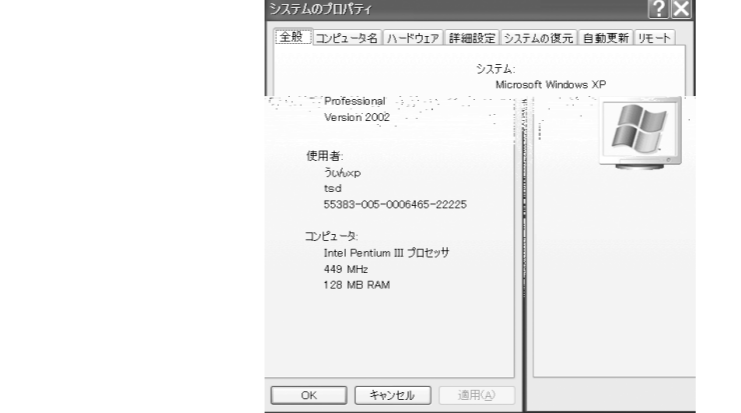 システムのプロパティ
全般 コンピュータ名 ハードウェア 詳細設定 システムの復元 自動更新 リモート
システム:
Microsoft Windows XP
Professional
Version 2002
使用者:
うぃんxp
tsd
55383-005-0006465-22225
コンピュータ:
Intel Pentium III プロセッサ
449 MHz
128 MB RAM
OK キャンセル 適用(A)